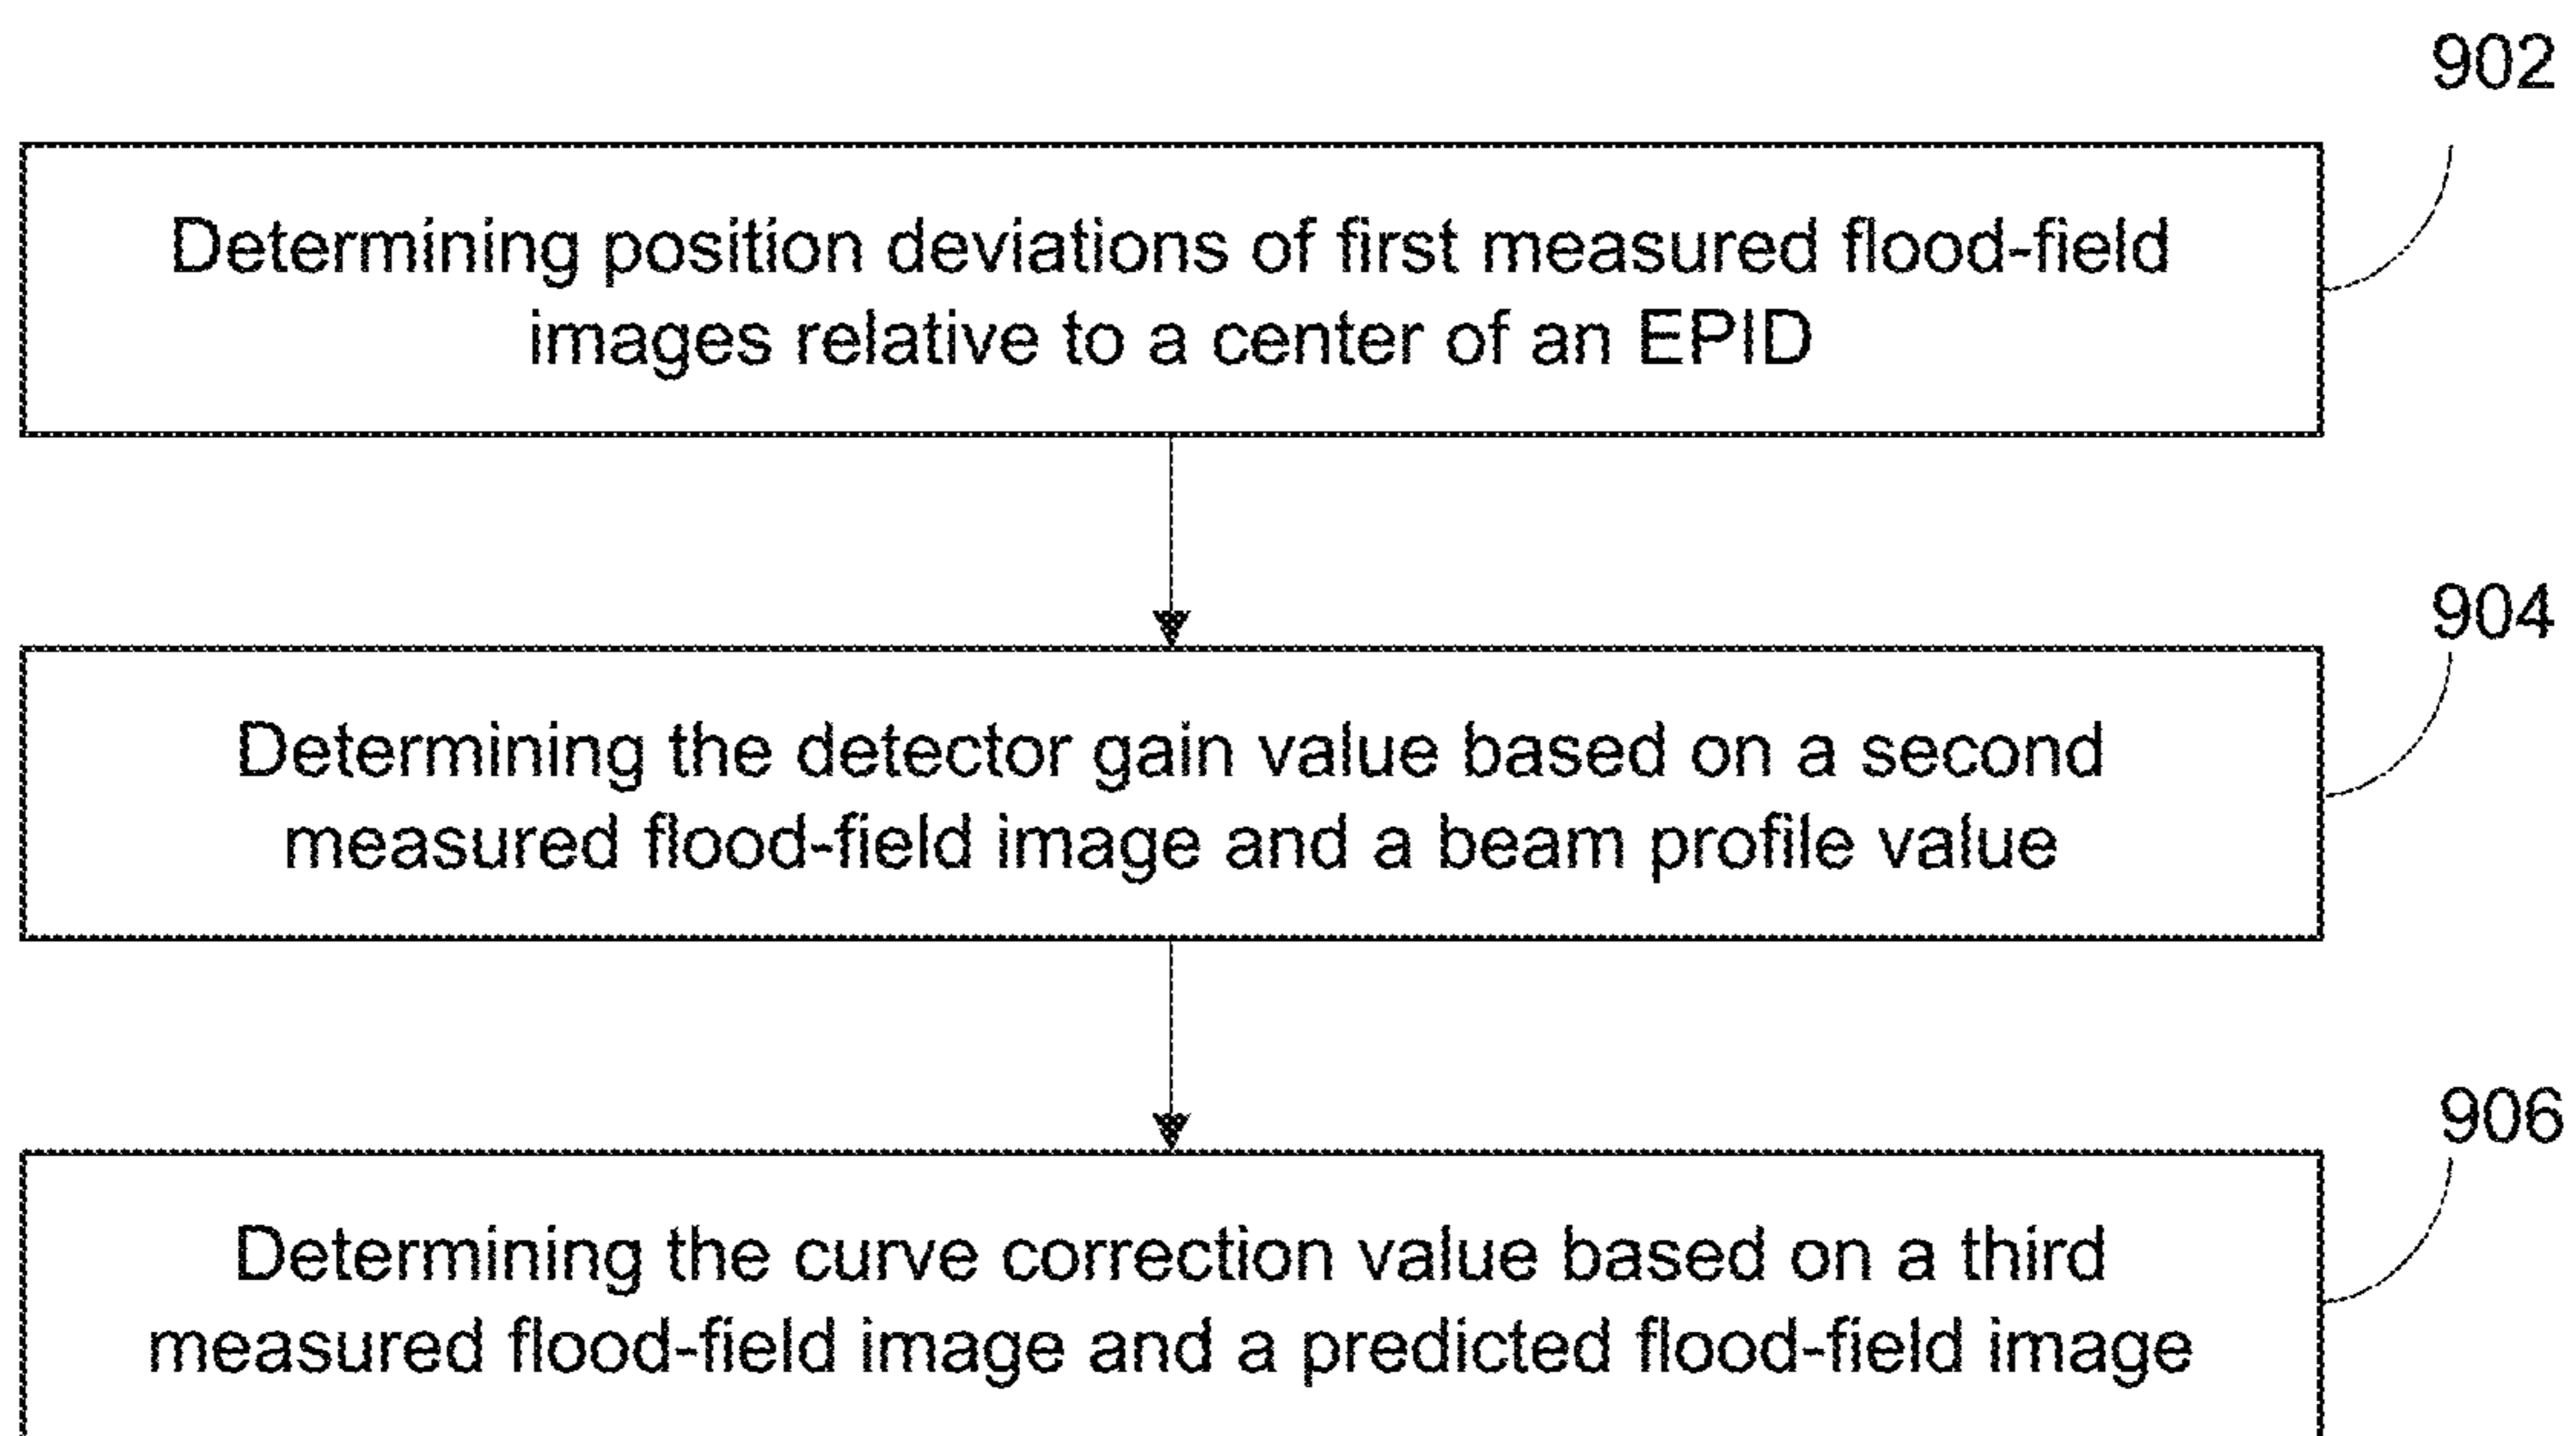 902
Determining position deviations of first measured flood-field
images relative to a center of an EPID
904
Determining the detector gain value based on a second
measured flood-field image and a beam profile value
906
Determining the curve correction value based on a third
measured flood-field image and a predicted flood-field image